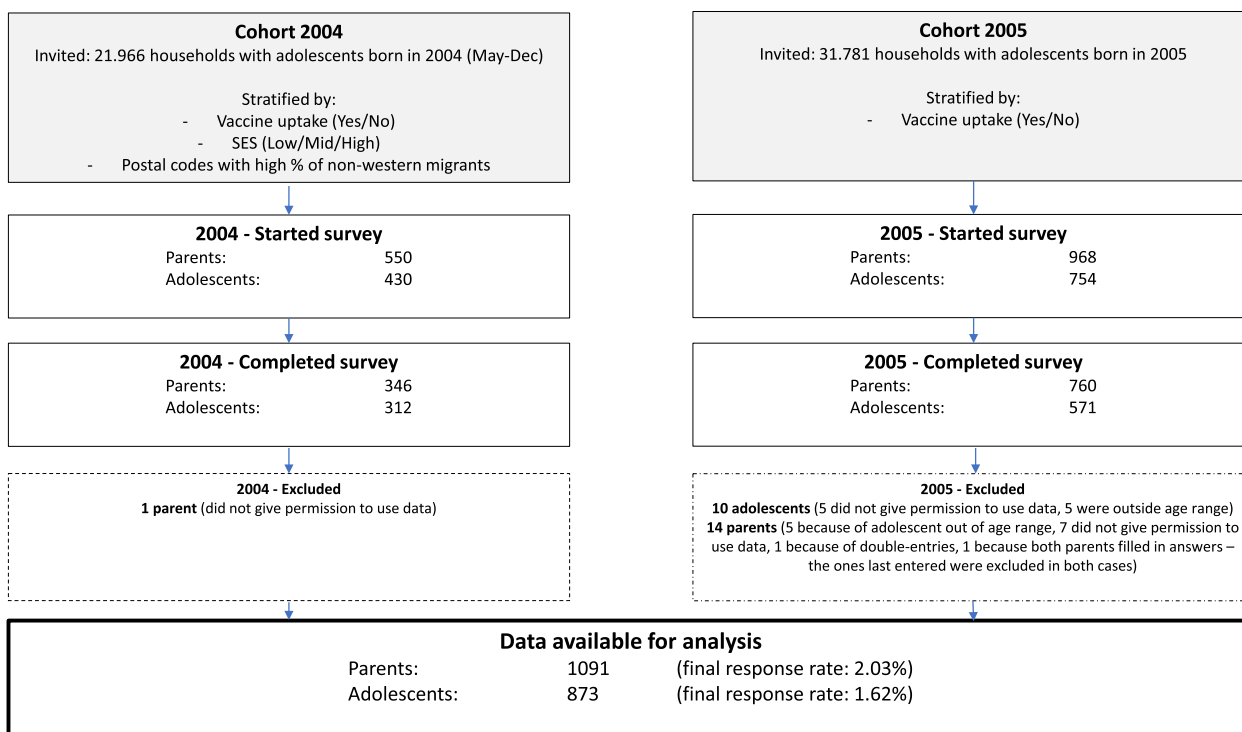 Cohort 2004
Invited: 21.966 households with adolescents born in 2004 (May-Dec)
Stratified by:
- Vaccine uptake (Yes/No)
- SES (Low/Mid/High)
- Postal codes with high % of non-western migrants
Cohort 2005
Invited: 31.781 households with adolescents born in 2005
Stratified by:
- Vaccine uptake (Yes/No)
2004 - Started survey
Parents: 550
Adolescents: 430
2005 - Started survey
Parents: 968
Adolescents: 754
2004 - Completed survey
Parents: 346
Adolescents: 312
2005 - Completed survey
Parents: 760
Adolescents: 571
2004 - Excluded
1 parent (did not give permission to use data)
2005 - Excluded
10 adolescents (5 did not give permission to use data, 5 were outside age range)
14 parents (5 because of adolescent out of age range, 7 did not give permission to
use data, 1 because of double-entries, 1 because both parents filled in answers –
the ones last entered were excluded in both cases)
Data available for analysis
Parents: 1091 (final response rate: 2.03%)
Adolescents: 873 (final response rate: 1.62%)